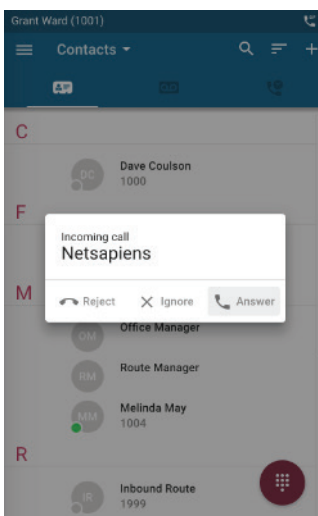 Grant Ward (1001)
Contacts
C
DC
Dave Coulson
1000
F
Incoming call
Netsapiens
Reject Ignore Answer
M
OM
Office Manager
RM
Route Manager
MM
Melinda May
1004
R
IR
Inbound Route
1999